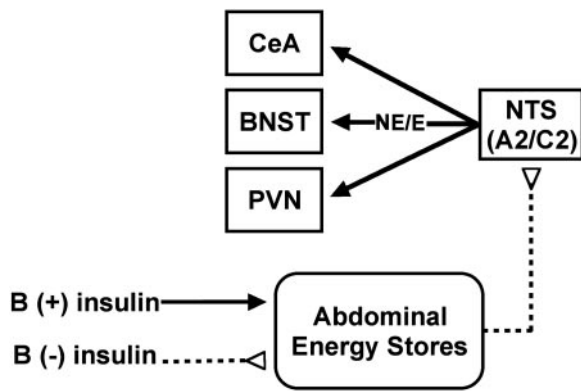 CeA
BNST
NE/E
NTS
(A2/C2)
PVN
B (+) insulin
B (-) insulin
Abdominal
Energy Stores